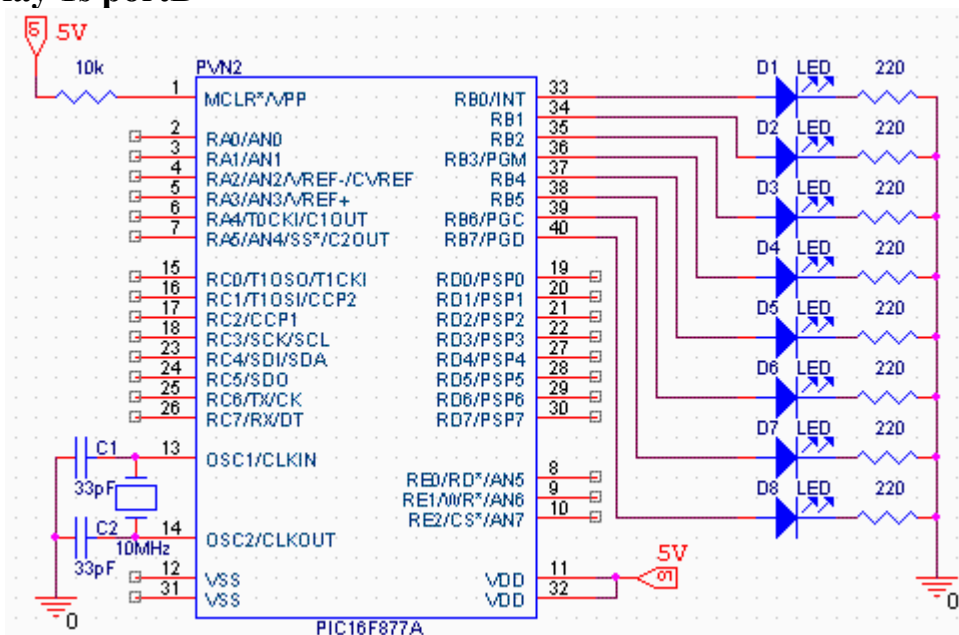 5V
10k
PVN2
D1 LED 220
1 MCLR*/VPP RB0/INT 33
RB1 34
2 RA0/AN0 RB2 35
D2 LED 220
3 RA1/AN1 RB3/PGM 36
4 RA2/AN2/VREF-/CVREF RB4 37
5 RA3/AN3/VREF+ RB5 38
D3 LED 220
6 RA4/T0CKI/C1OUT RB6/PGC 39
7 RA5/AN4/SS*/C2OUT RB7/PGD 40
D4 LED 220
15 RC0/T1OSO/T1CKI RD0/PSP0 19
16 RC1/T1OSI/CCP2 RD1/PSP1 20
17 RC2/CCP1 RD2/PSP2 21
D5 LED 220
18 RC3/SCK/SCL RD3/PSP3 22
23 RC4/SDI/SDA RD4/PSP4 27
24 RC5/SDO RD5/PSP5 28
D6 LED 220
25 RC6/TX/CK RD6/PSP6 29
26 RC7/RX/DT RD7/PSP7 30
D7 LED 220
C1 13 OSC1/CLKIN
33pF
RE0/RD*/AN5 8
RE1/WR*/AN6 9
RE2/CS*/AN7 10
D8 LED 220
C2 14 OSC2/CLKOUT
10MHz
33pF
5V
12 VSS VDD 11
31 VSS VDD 32
0
0
PIC16F877A